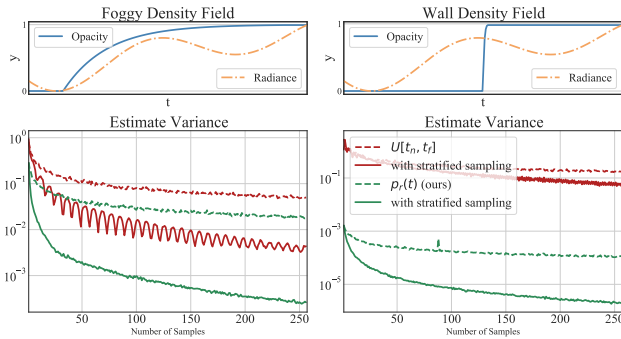 Foggy Density Field
Wall Density Field
1
y
0
Opacity
Radiance
t
1
y
0
Opacity
Radiance
t
Estimate Variance
10^0
10^-1
10^-2
10^-3
50
100
150
200
250
Number of Samples
Estimate Variance
U[t_n, t_f]
with stratified sampling
p_r(t) (ours)
with stratified sampling
10^-1
10^-3
10^-5
50
100
150
200
250
Number of Samples